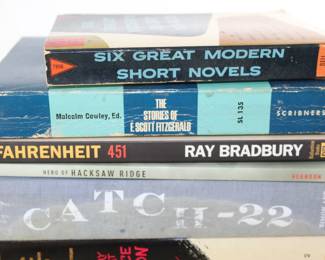 SIX GREAT MODERN
SHORT NOVELS
Malcolm Cowley, Ed.
THE
STORIES OF
F. SCOTT FITZGERALD
SL 135
SCRIBNERS
FAHRENHEIT 451
RAY BRADBURY
HERO OF HACKSAW RIDGE
HERNDON
CATCH-22